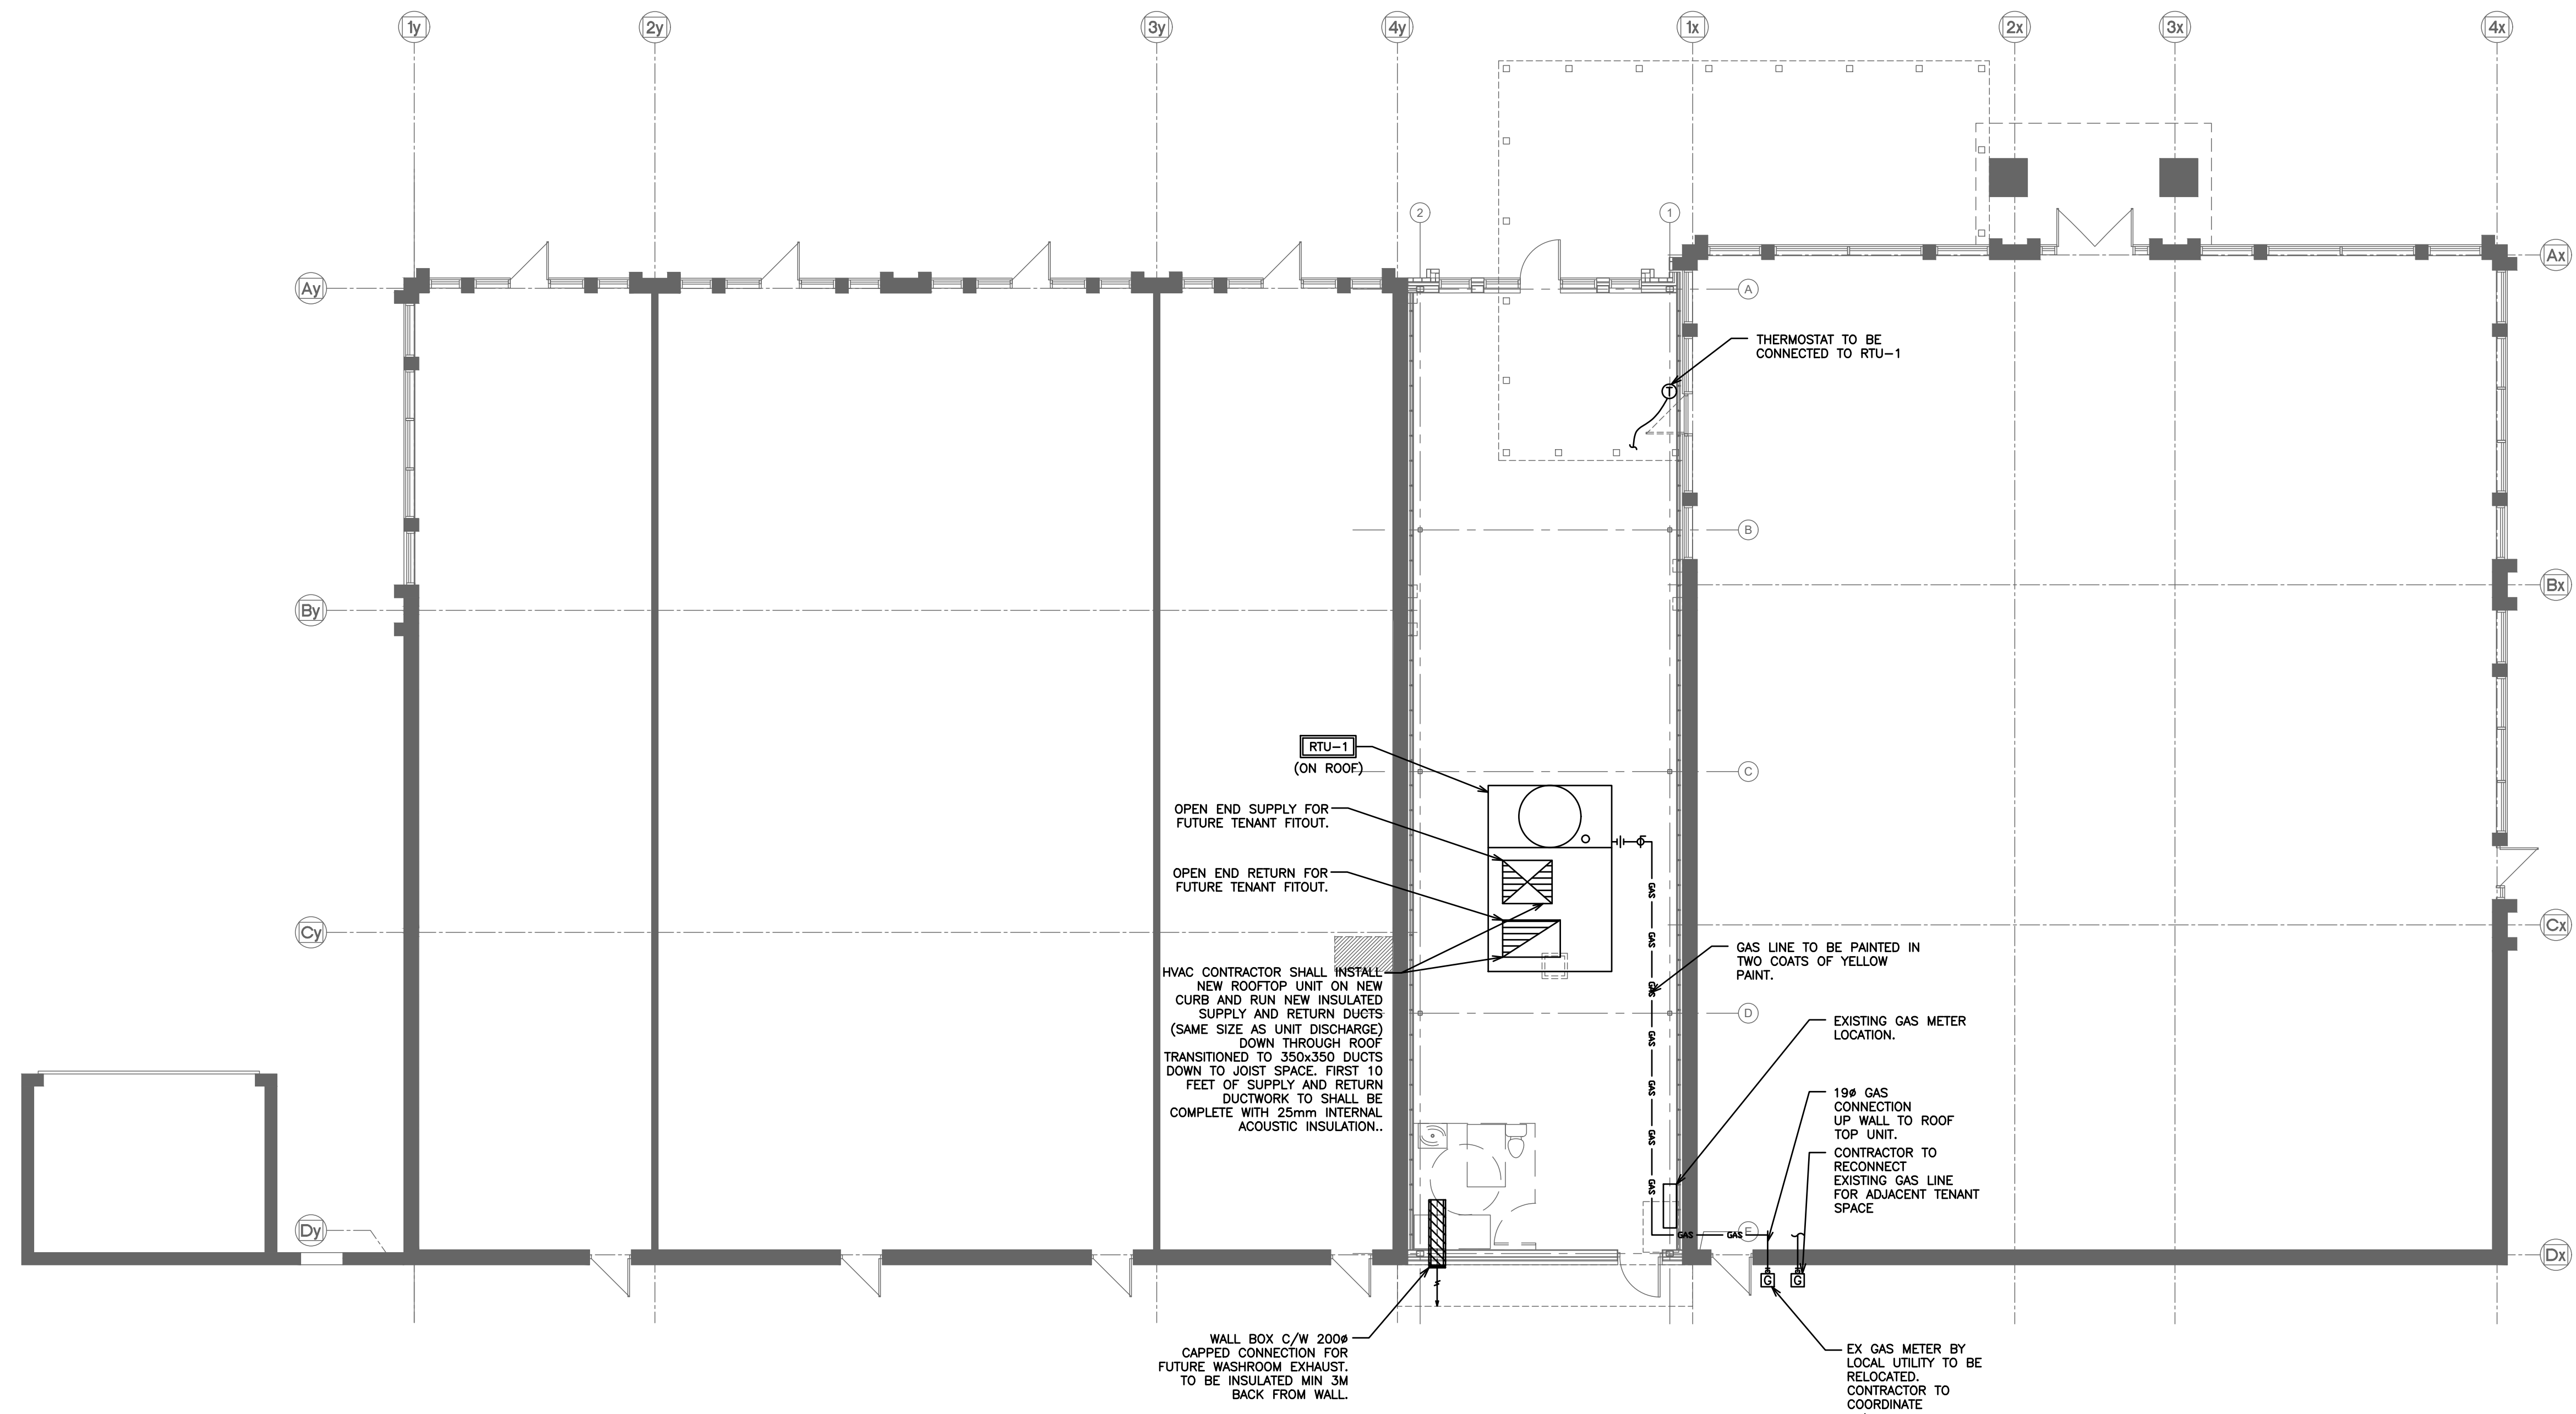 1y
2y
3y
4y
1x
2x
3x
4x
2
1
Ay
Ax
A
THERMOSTAT TO BE
CONNECTED TO RTU-1
T
B
By
Bx
RTU-1
(ON ROOF)
C
OPEN END SUPPLY FOR
FUTURE TENANT FITOUT.
OPEN END RETURN FOR
FUTURE TENANT FITOUT.
GAS
GAS
GAS
GAS
GAS
GAS
GAS
Cy
Cx
GAS LINE TO BE PAINTED IN
TWO COATS OF YELLOW
PAINT.
HVAC CONTRACTOR SHALL INSTALL
NEW ROOFTOP UNIT ON NEW
CURB AND RUN NEW INSULATED
SUPPLY AND RETURN DUCTS
(SAME SIZE AS UNIT DISCHARGE)
DOWN THROUGH ROOF
TRANSITIONED TO 350x350 DUCTS
DOWN TO JOIST SPACE. FIRST 10
FEET OF SUPPLY AND RETURN
DUCTWORK TO SHALL BE
COMPLETE WITH 25mm INTERNAL
ACOUSTIC INSULATION..
D
EXISTING GAS METER
LOCATION.
19ø GAS
CONNECTION
UP WALL TO ROOF
TOP UNIT.
CONTRACTOR TO
RECONNECT
EXISTING GAS LINE
FOR ADJACENT TENANT
SPACE
Dy
GAS
GAS
E
Dx
G
G
WALL BOX C/W 200ø
CAPPED CONNECTION FOR
FUTURE WASHROOM EXHAUST.
TO BE INSULATED MIN 3M
BACK FROM WALL.
EX GAS METER BY
LOCAL UTILITY TO BE
RELOCATED.
CONTRACTOR TO
COORDINATE